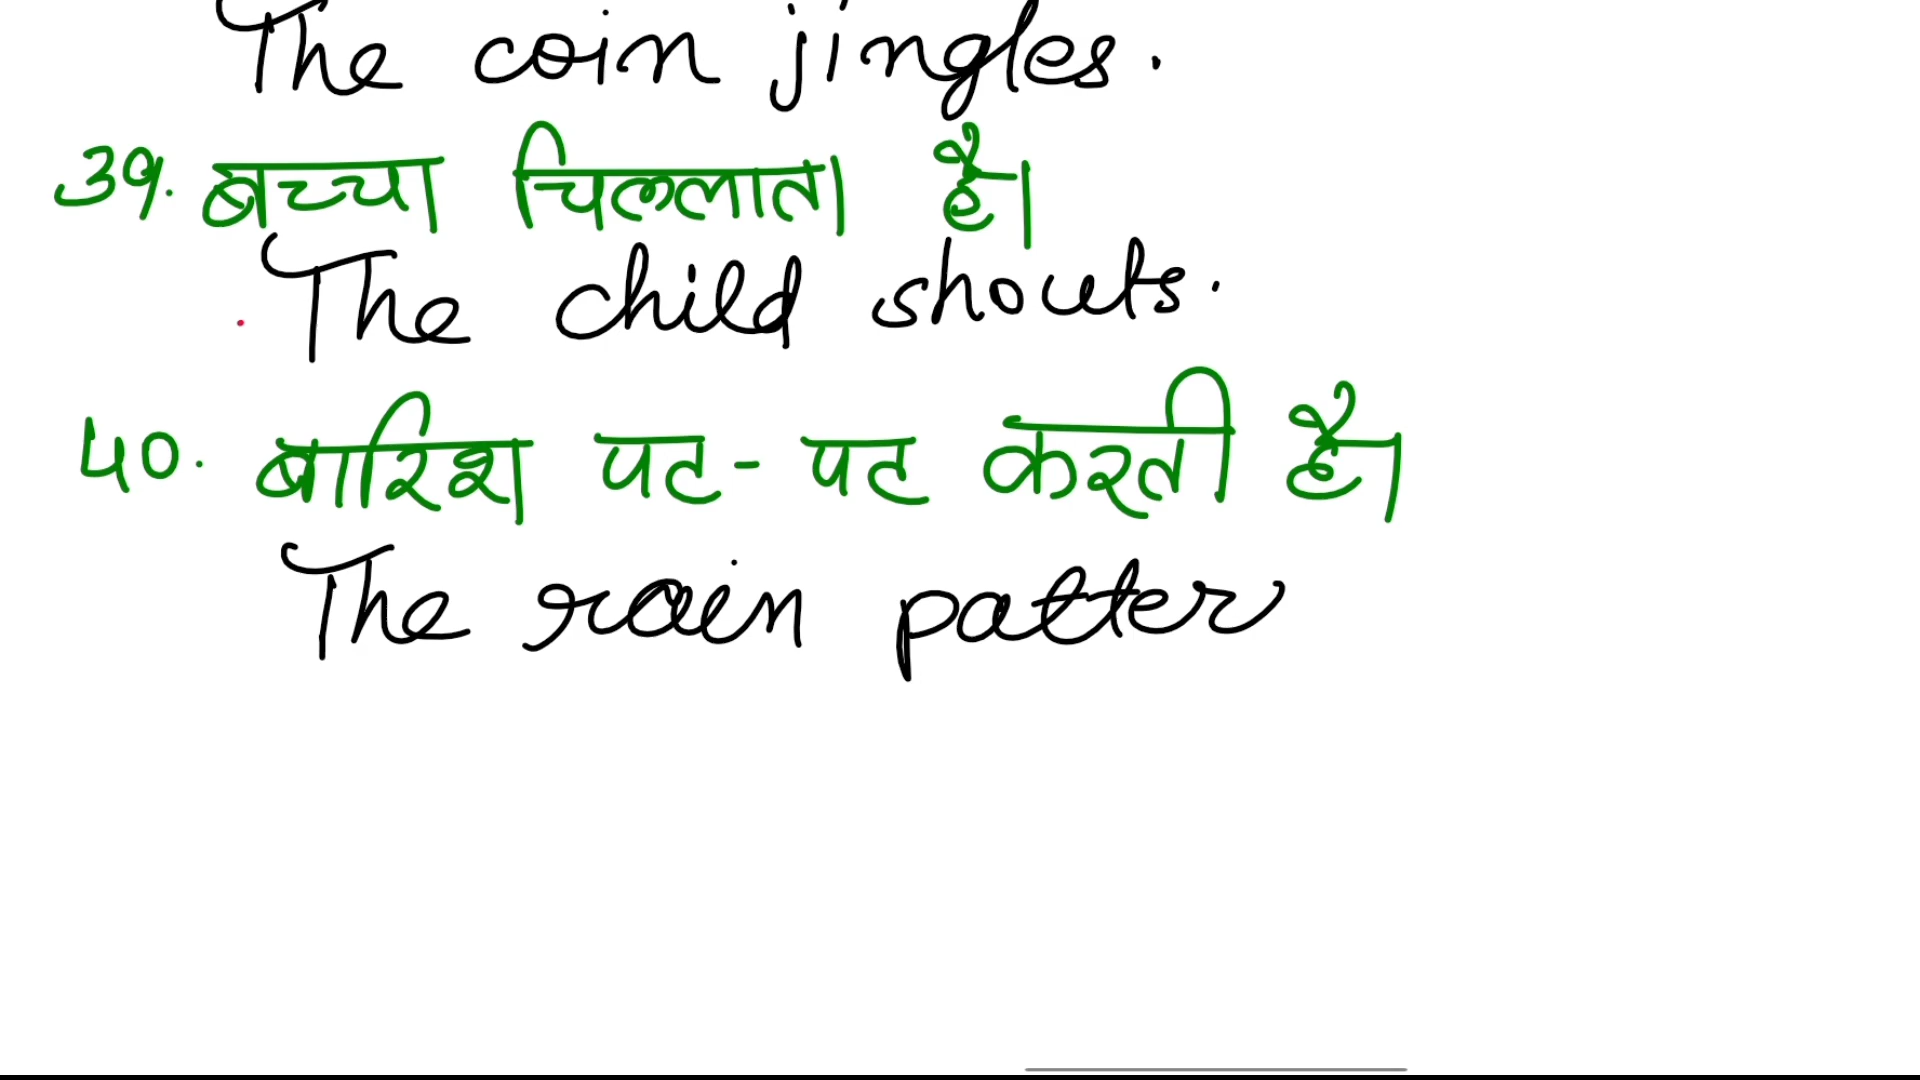 The coin jingles.
39. बच्चा चिल्लाता है।
The child shouts.
40. बारिश पट-पट करती है।
The rain patter